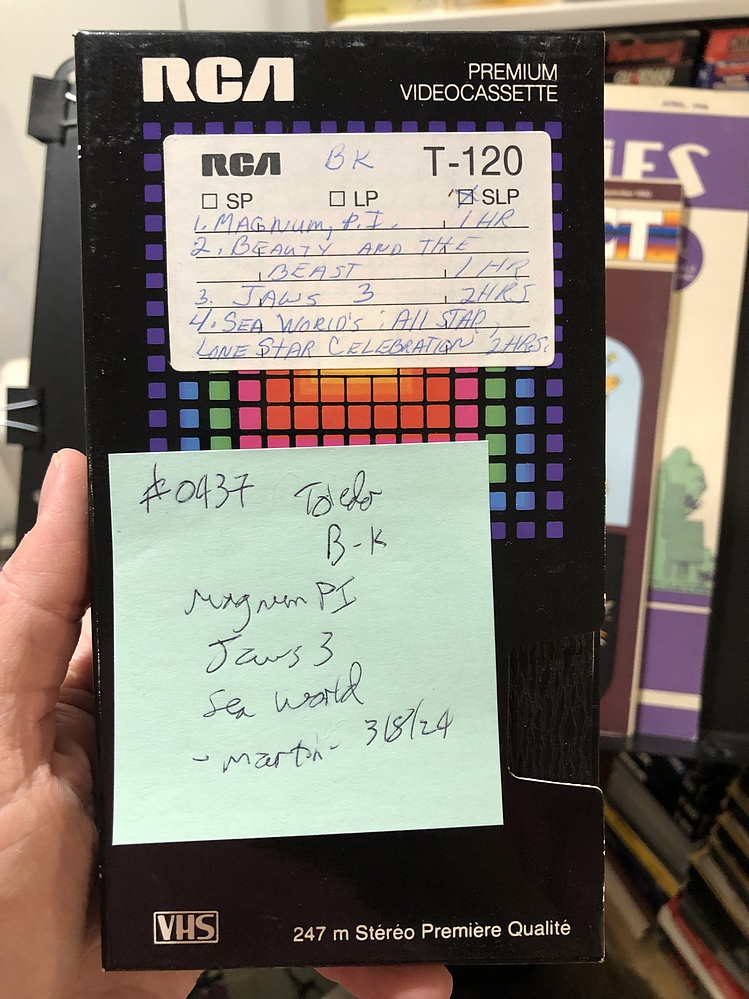 RCA
PREMIUM
VIDEOCASSETTE
RCA BK T-120
SP LP SLP
1. MAGNUM, P.I. 1 HR
2. BEAUTY AND THE
BEAST 1 HR
3. JAWS 3 2HRS
4. SEA WORLD'S ALL STAR,
LONE STAR CELEBRATION 2HRS.
#0437 Toledo
B-K
Magnum PI
Jaws 3
Sea World
- Martin - 3/8/24
VHS
247 m Stéréo Première Qualité